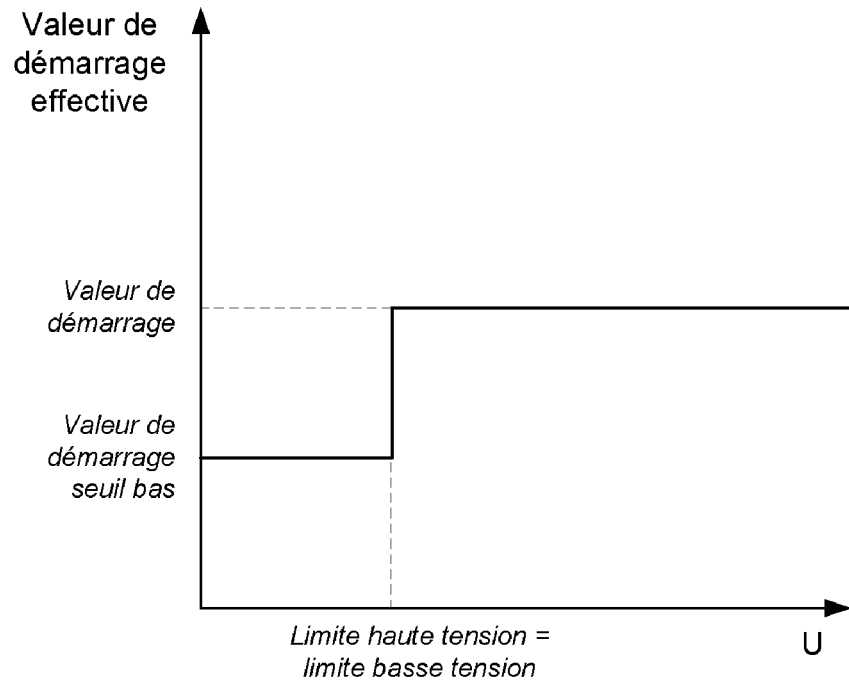 Valeur de
démarrage
effective
Valeur de
démarrage
Valeur de
démarrage
seuil bas
Limite haute tension =
limite basse tension
U